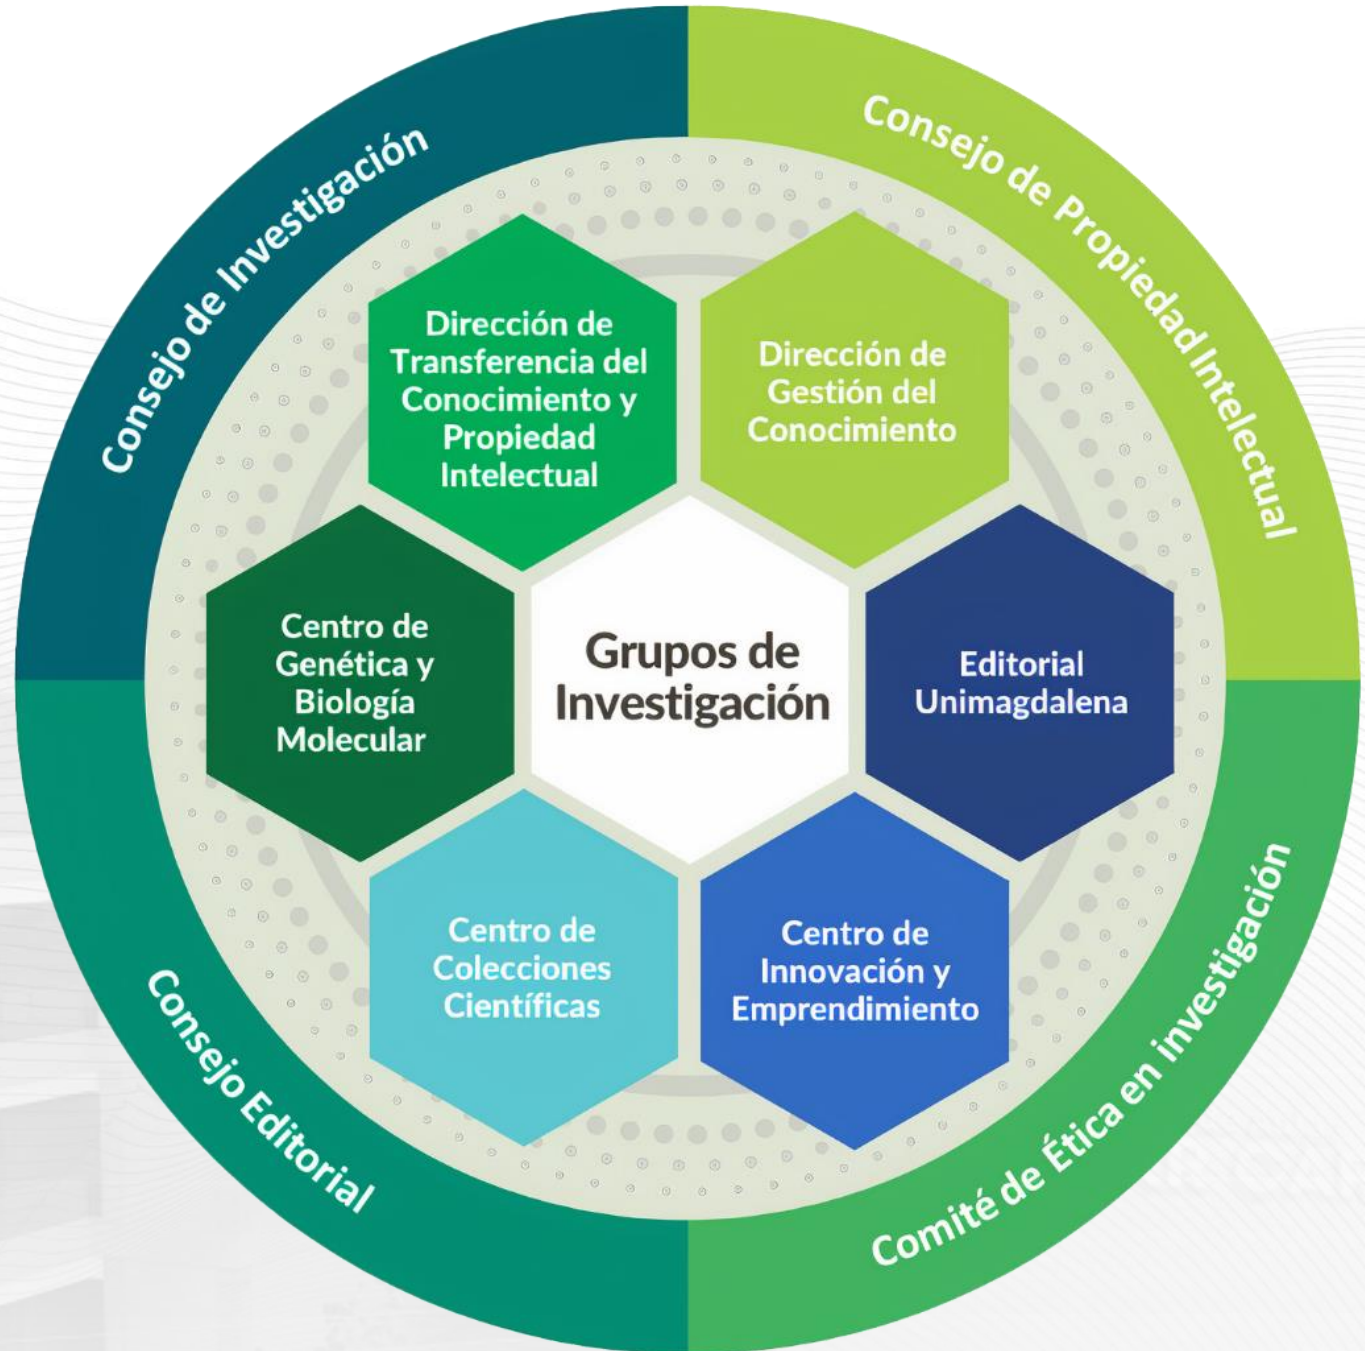 Consejo de Investigación
Consejo de Propiedad Intelectual
Dirección de
Transferencia del
Conocimiento y
Propiedad
Intelectual
Dirección de
Gestión del
Conocimiento
Centro de
Genética y
Biología
Molecular
Grupos de
Investigación
Editorial
Unimagdalena
Centro de
Colecciones
Científicas
Centro de
Innovación y
Emprendimiento
Consejo Editorial
Comité de Ética en investigación